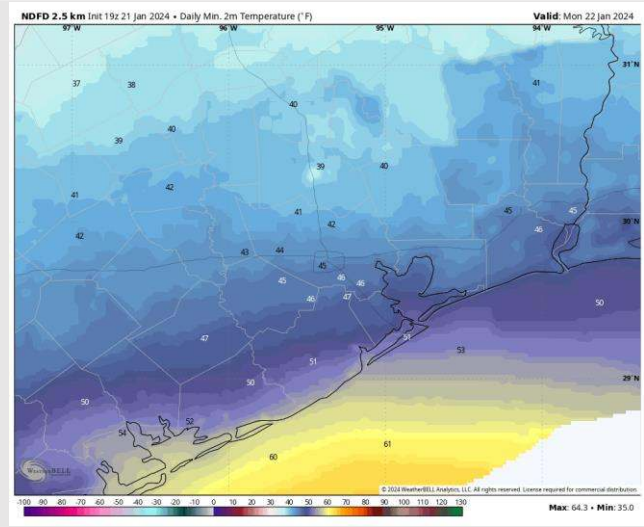 NDFD 2.5 km Init 19z 21 Jan 2024 • Daily Min. 2m Temperature (°F) Valid: Mon 22 Jan 2024
97°W 96°W 95°W 94°W
31°N
37 38 41
40
40
39
39 40
42
41
41 45 45
42 30°N
42 46
43 44
45
45 46 46
46 47
50
47
51
53
51
29°N
50
50
52
54
60 61
WeatherBELL
© 2024 WeatherBELL Analytics, LLC. All rights reserved. License required for commercial distribution.
-100 -90 -80 -70 -60 -50 -40 -30 -20 -10 0 10 20 30 40 50 60 70 80 90 100 110 120 130
Max: 64.3 • Min: 35.0